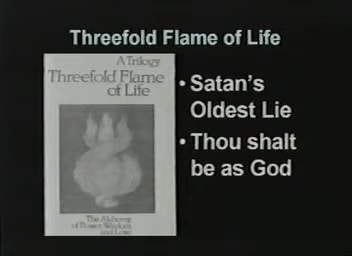 Threefold Flame of Life
A Trilogy
Threefold Flame
of Life
The Alchemy
of Power Wisdom
and Love
• Satan's
Oldest Lie
• Thou shalt
be as God